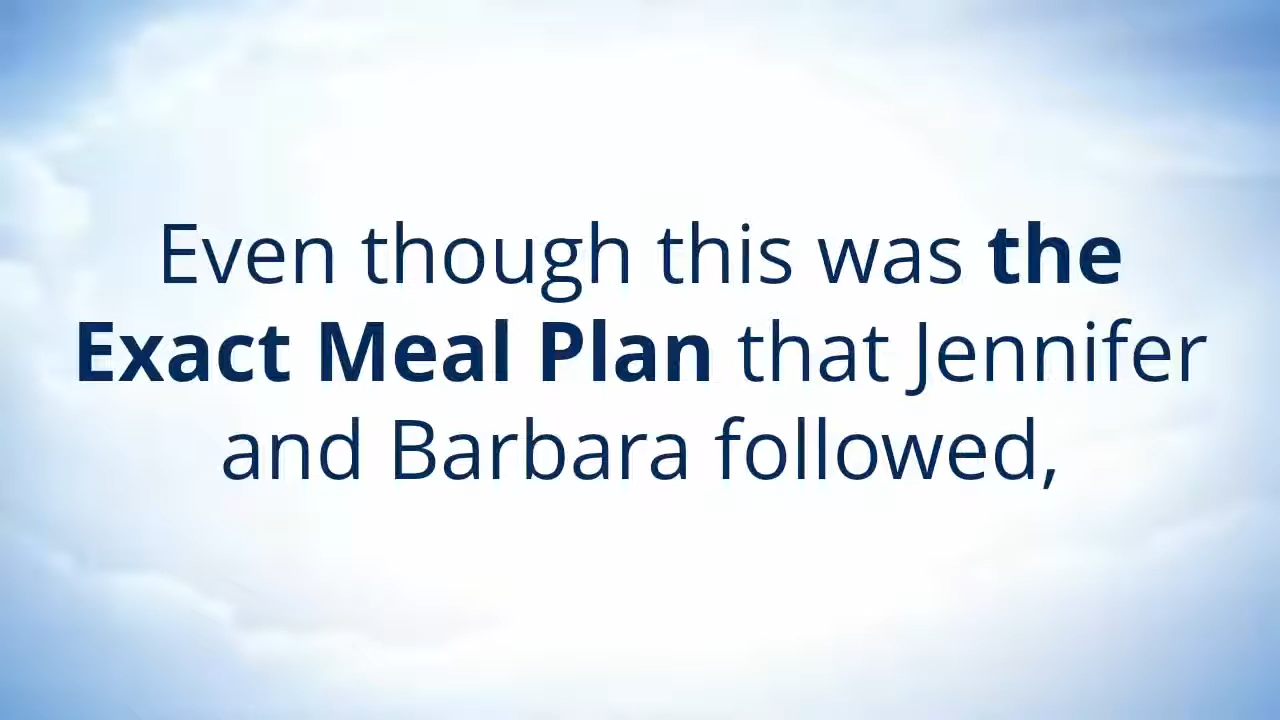 Even though this was the
Exact Meal Plan that Jennifer
and Barbara followed,